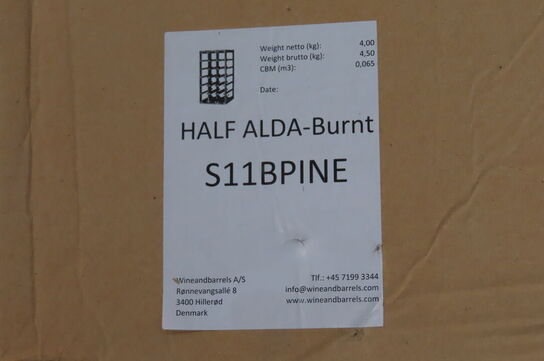 Weight netto (kg): 4,00
Weight brutto (kg): 4,50
CBM (m3): 0,065
Date:
HALF ALDA-Burnt
S11BPINE
Wineandbarrels A/S Tlf.: +45 7199 3344
Rønnevangsallé 8 info@wineandbarrels.com
3400 Hillerød www.wineandbarrels.com
Denmark